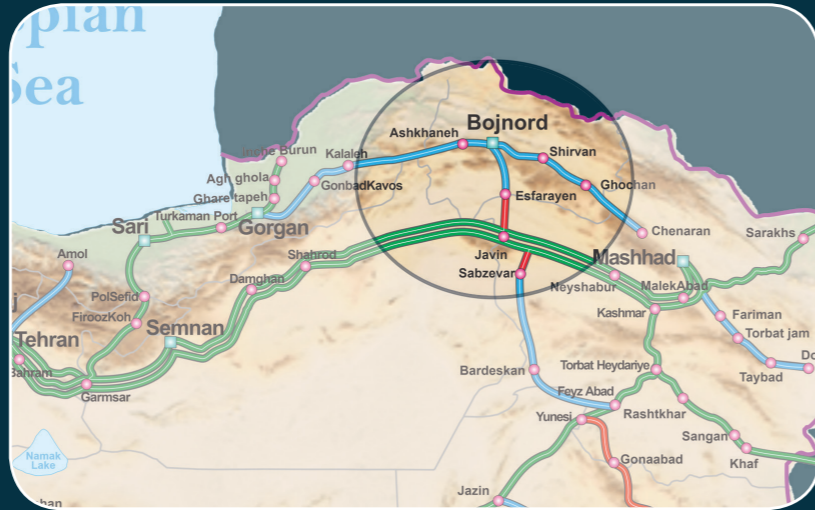 Sea
Bojnord
Ashkhaneh
Shirvan
Inche Burun
Kalaleh
Agh ghola
GonbadKavos
Ghochan
Ghare tapeh
Esfarayen
Turkaman Port
Sari
Gorgan
Chenaran
Sarakhs
Amol
Shahrod
Javin
Mashhad
Sabzevar
Damghan
Neyshabur
MalekAbad
PolSefid
FiroozKoh
Kashmar
Fariman
Semnan
Tehran
Torbat jam
Bardeskan
Torbat Heydariye
Taybad
Garmsar
Feyz Abad
Yunesi
Rashtkhar
Sangan
Namak
Lake
Gonaabad
Khaf
Jazin